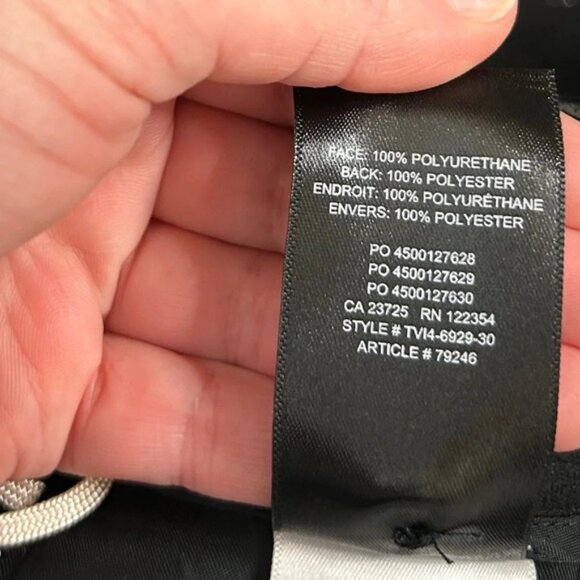 FACE: 100% POLYURETHANE
BACK: 100% POLYESTER
ENDROIT: 100% POLYURÉTHANE
ENVERS: 100% POLYESTER
PO 4500127628
PO 4500127629
PO 4500127630
CA 23725 RN 122354
STYLE # TVI4-6929-30
ARTICLE # 79246